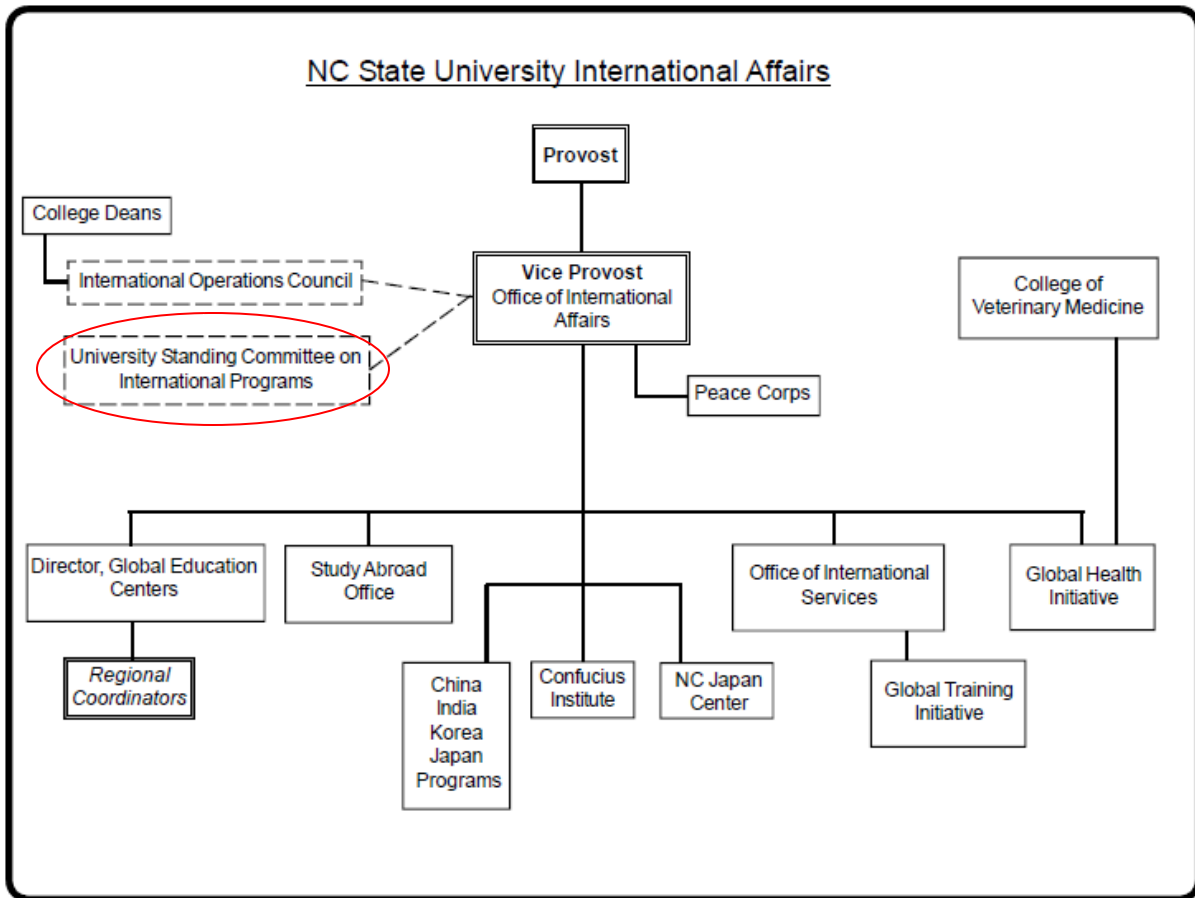 NC State University International Affairs
Provost
College Deans
International Operations Council
University Standing Committee on
International Programs
Vice Provost
Office of International
Affairs
College of
Veterinary Medicine
Peace Corps
Director, Global Education
Centers
Study Abroad
Office
Office of International
Services
Global Health
Initiative
Regional
Coordinators
China
India
Korea
Japan
Programs
Confucius
Institute
NC Japan
Center
Global Training
Initiative